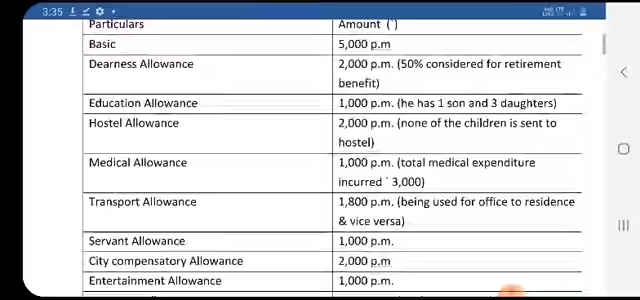 3:35
Particulars Amount (`)
Basic 5,000 p.m
Dearness Allowance 2,000 p.m. (50% considered for retirement
benefit)
Education Allowance 1,000 p.m. (he has 1 son and 3 daughters)
Hostel Allowance 2,000 p.m. (none of the children is sent to
hostel)
Medical Allowance 1,000 p.m. (total medical expenditure
incurred ` 3,000)
Transport Allowance 1,800 p.m. (being used for office to residence
& vice versa)
Servant Allowance 1,000 p.m.
City compensatory Allowance 2,000 p.m
Entertainment Allowance 1,000 p.m.